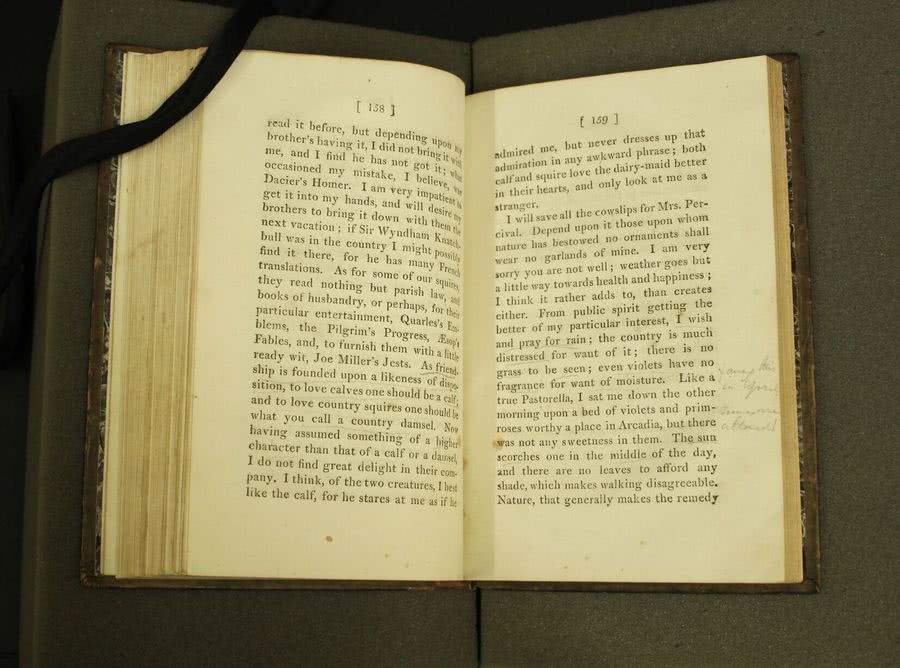 [ 158 ]
read it before, but depending upon my
brother's having it, I did not bring it with
me, and I find he has not got it; what
occasioned my mistake, I believe, was
Dacier's Homer. I am very impatient to
get it into my hands, and will desire my
brothers to bring it down with them the
next vacation; if Sir Wyndham Knatch-
bull was in the country I might possibly
find it there, for he has many French
translations. As for some of our squires,
they read nothing but parish law, and
books of husbandry, or perhaps, for their
particular entertainment, Quarles's Em-
blems, the Pilgrim's Progress, Æsop's
Fables, and, to furnish them with a little
ready wit, Joe Miller's Jests. As friend-
ship is founded upon a likeness of dispo-
sition, to love calves one should be a calf;
and to love country squires one should be
what you call a country damsel. Now
having assumed something of a higher
character than that of a calf or a damsel,
I do not find great delight in their com-
pany. I think, of the two creatures, I best
like the calf, for he stares at me as if he
[ 159 ]
admired me, but never dresses up that
admiration in any awkward phrase; both
calf and squire love the dairy-maid better
in their hearts, and only look at me as a
stranger.
I will save all the cowslips for Mrs. Per-
cival. Depend upon it those upon whom
nature has bestowed no ornaments shall
wear no garlands of mine. I am very
sorry you are not well; weather goes but
a little way towards health and happiness;
I think it rather adds to, than creates
either. From public spirit getting the
better of my particular interest, I wish
and pray for rain; the country is much
distressed for want of it; there is no
grass to be seen; even violets have no
fragrance for want of moisture. Like a
true Pastorella, I sat me down the other
morning upon a bed of violets and prim-
roses worthy a place in Arcadia, but there
was not any sweetness in them. The sun
scorches one in the middle of the day,
and there are no leaves to afford any
shade, which makes walking disagreeable.
Nature, that generally makes the remedy
this
in